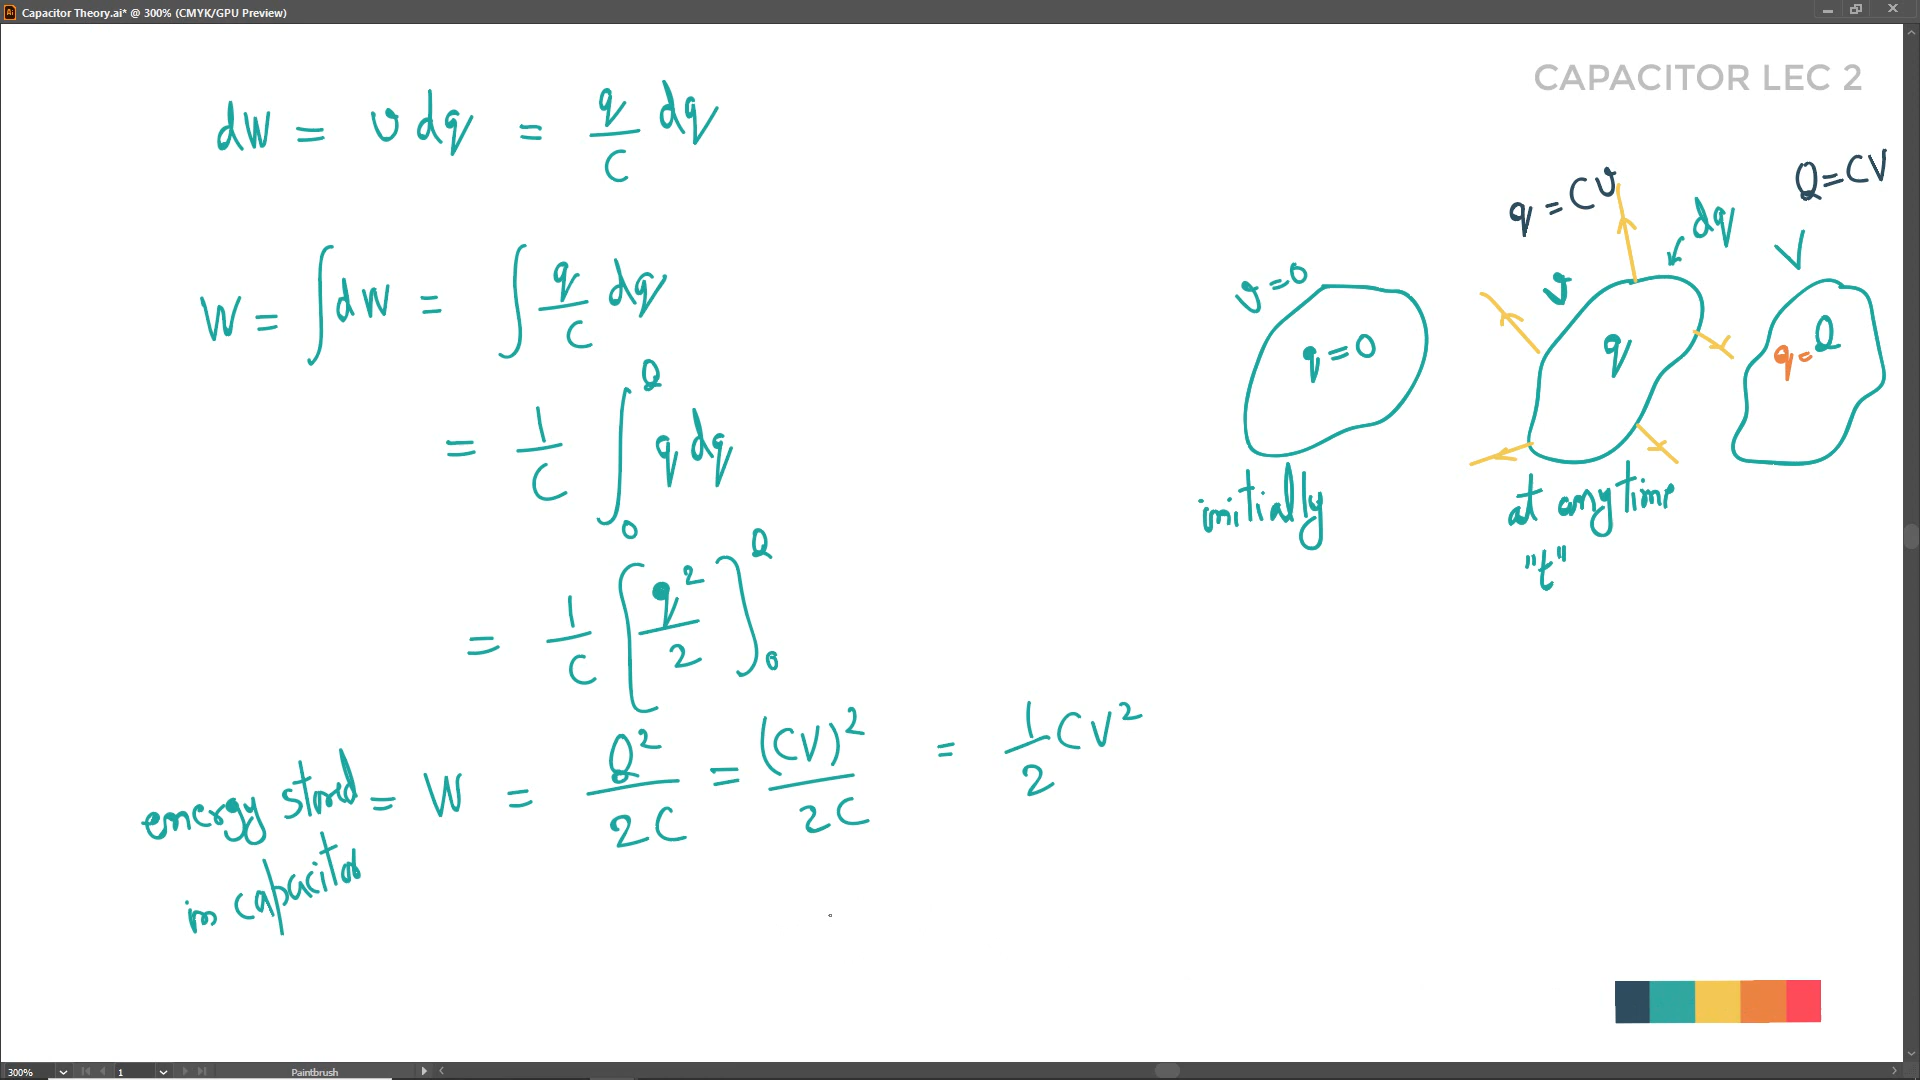 Capacitor Theory.ai* @ 300% (CMYK/GPU Preview)
CAPACITOR LEC 2
dW = v dq = q/C dq
W = ∫dW = ∫ q/C dq
= 1/C ∫₀^Q q dq
= 1/C [q²/2]₀^Q
energy stored in capacitor = W = Q²/2C = (CV)²/2C = 1/2 CV²
q = Cv
Q = CV
dq
v = 0
v
V
q = 0
q
q = Q
initially
at any time
"t"
300%
1
Paintbrush